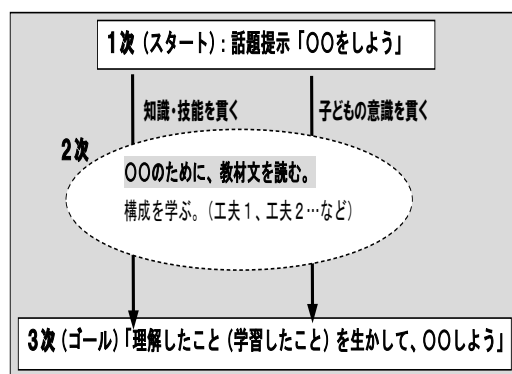 1次（スタート）：話題提示「〇〇をしよう」
知識・技能を貫く
子どもの意識を貫く
2次
〇〇のために、教材文を読む。
構成を学ぶ。（工夫1、工夫2…など）
3次（ゴール）「理解したこと（学習したこと）を生かして、〇〇しよう」